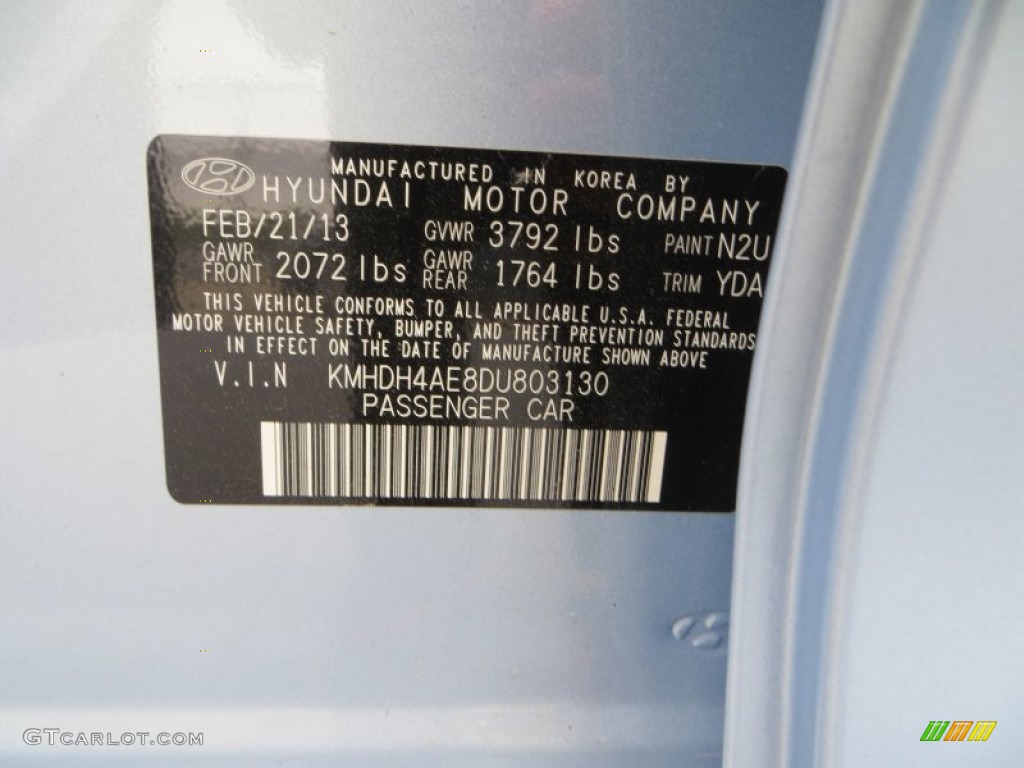 MANUFACTURED IN KOREA BY
HYUNDAI MOTOR COMPANY
FEB/21/13 GVWR 3792 lbs PAINT N2U
GAWR FRONT 2072 lbs GAWR REAR 1764 lbs TRIM YDA
THIS VEHICLE CONFORMS TO ALL APPLICABLE U.S.A. FEDERAL
MOTOR VEHICLE SAFETY, BUMPER, AND THEFT PREVENTION STANDARDS
IN EFFECT ON THE DATE OF MANUFACTURE SHOWN ABOVE
V.I.N KMHDH4AE8DU803130
PASSENGER CAR
GTCARLOT.COM